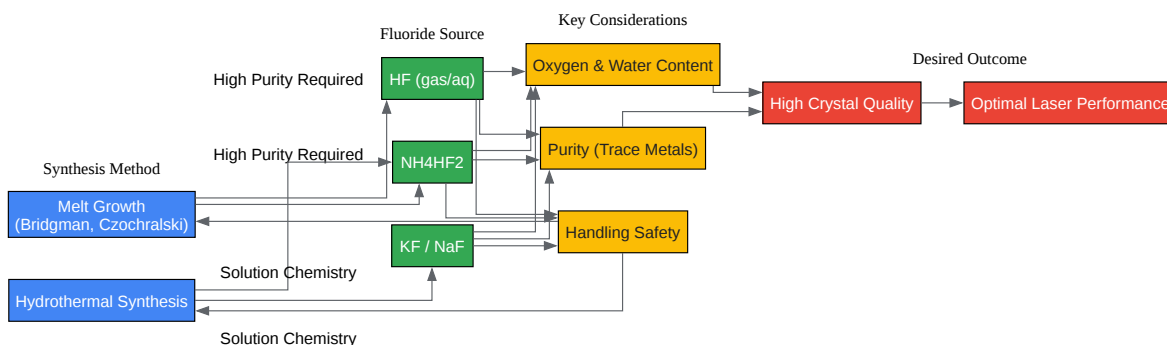 Key Considerations
Fluoride Source
Oxygen & Water Content
Desired Outcome
High Purity Required
HF (gas/aq)
High Crystal Quality
Optimal Laser Performance
High Purity Required
NH4HF2
Purity (Trace Metals)
Synthesis Method
Melt Growth
(Bridgman, Czochralski)
KF / NaF
Handling Safety
Solution Chemistry
Hydrothermal Synthesis
Solution Chemistry